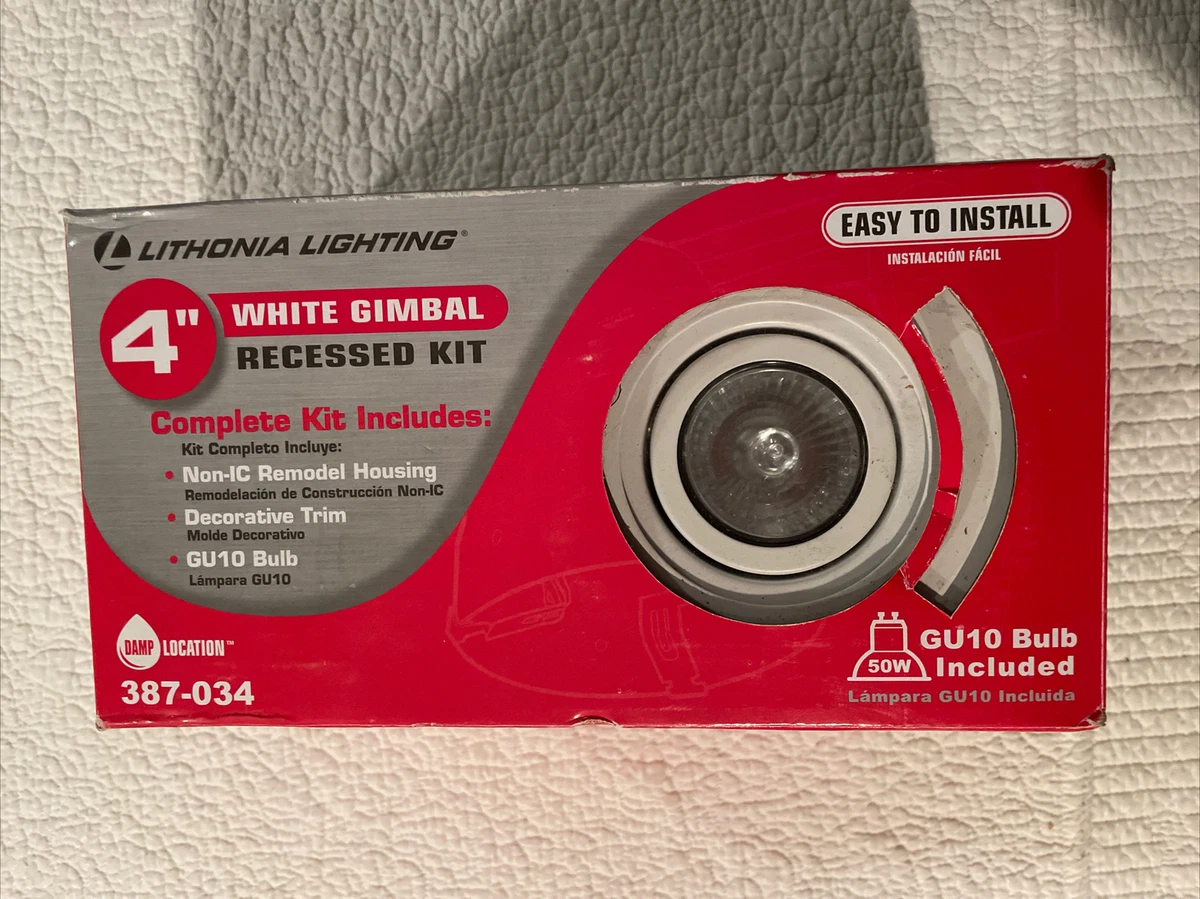 LITHONIA LIGHTING®
4" WHITE GIMBAL
RECESSED KIT
Complete Kit Includes:
Kit Completo Incluye:
• Non-IC Remodel Housing
Remodelación de Construcción Non-IC
• Decorative Trim
Molde Decorativo
• GU10 Bulb
Lámpara GU10
DAMP LOCATION™
387-034
EASY TO INSTALL
INSTALACIÓN FÁCIL
50W
GU10 Bulb
Included
Lámpara GU10 Incluida